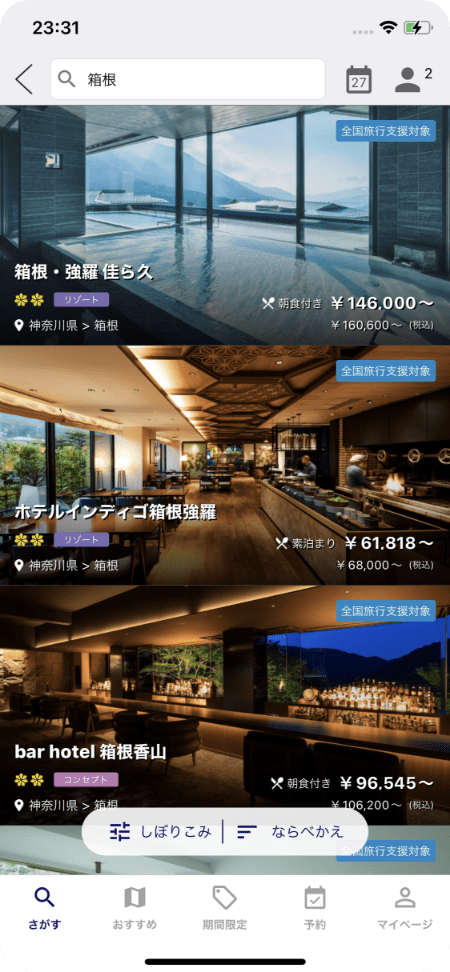 23:31
箱根
27
2
全国旅行支援対象
箱根・強羅 佳ら久
リゾート
朝食付き ¥146,000〜
神奈川県 > 箱根
¥160,600〜 (税込)
全国旅行支援対象
ホテルインディゴ箱根強羅
リゾート
素泊まり ¥61,818〜
神奈川県 > 箱根
¥68,000〜 (税込)
全国旅行支援対象
bar hotel 箱根香山
コンセプト
朝食付き ¥96,545〜
神奈川県 > 箱根
¥106,200〜 (税込)
しぼりこみ
ならべかえ
全国旅行支援対象
さがす
おすすめ
期間限定
予約
マイページ